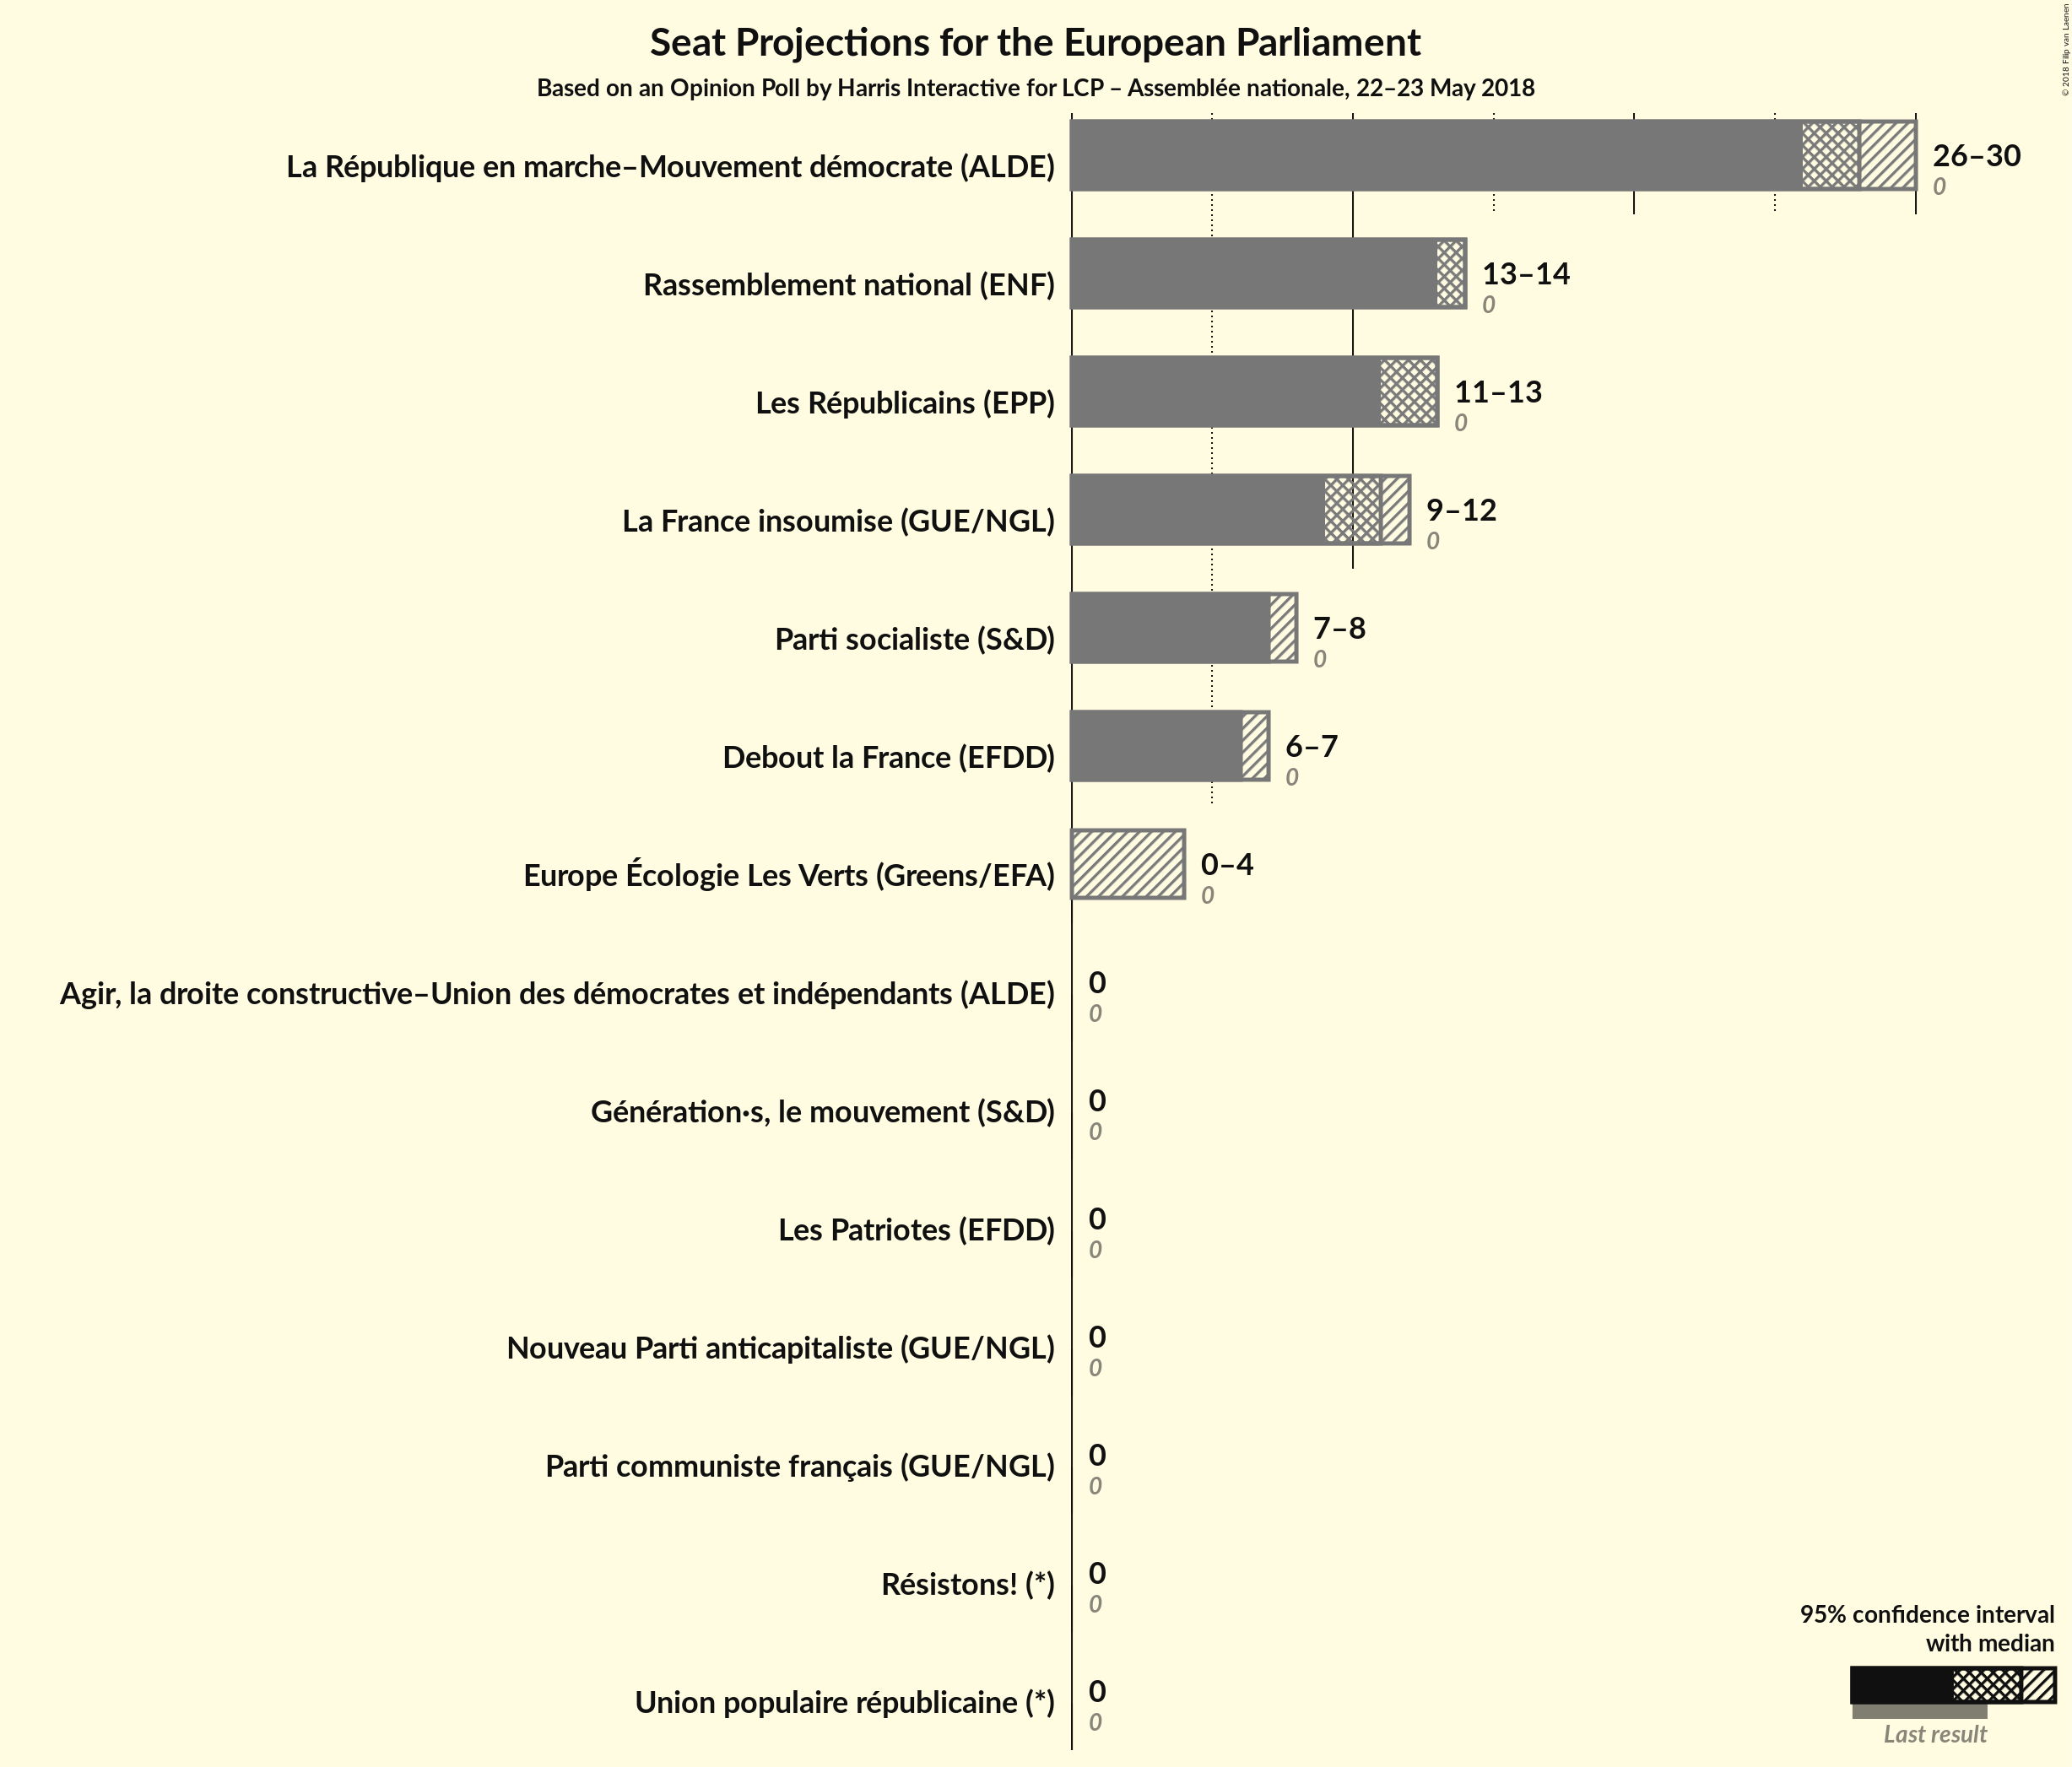 Seat Projections for the European Parliament
Based on an Opinion Poll by Harris Interactive for LCP – Assemblée nationale, 22–23 May 2018
© 2018 Filip van Laenen
La République en marche–Mouvement démocrate (ALDE)
26–30
0
Rassemblement national (ENF)
13–14
0
Les Républicains (EPP)
11–13
0
La France insoumise (GUE/NGL)
9–12
0
Parti socialiste (S&D)
7–8
0
Debout la France (EFDD)
6–7
0
Europe Écologie Les Verts (Greens/EFA)
0–4
0
Agir, la droite constructive–Union des démocrates et indépendants (ALDE)
0
0
Génération·s, le mouvement (S&D)
0
0
Les Patriotes (EFDD)
0
0
Nouveau Parti anticapitaliste (GUE/NGL)
0
0
Parti communiste français (GUE/NGL)
0
0
Résistons! (*)
0
0
Union populaire républicaine (*)
0
0
95% confidence interval
with median
Last result